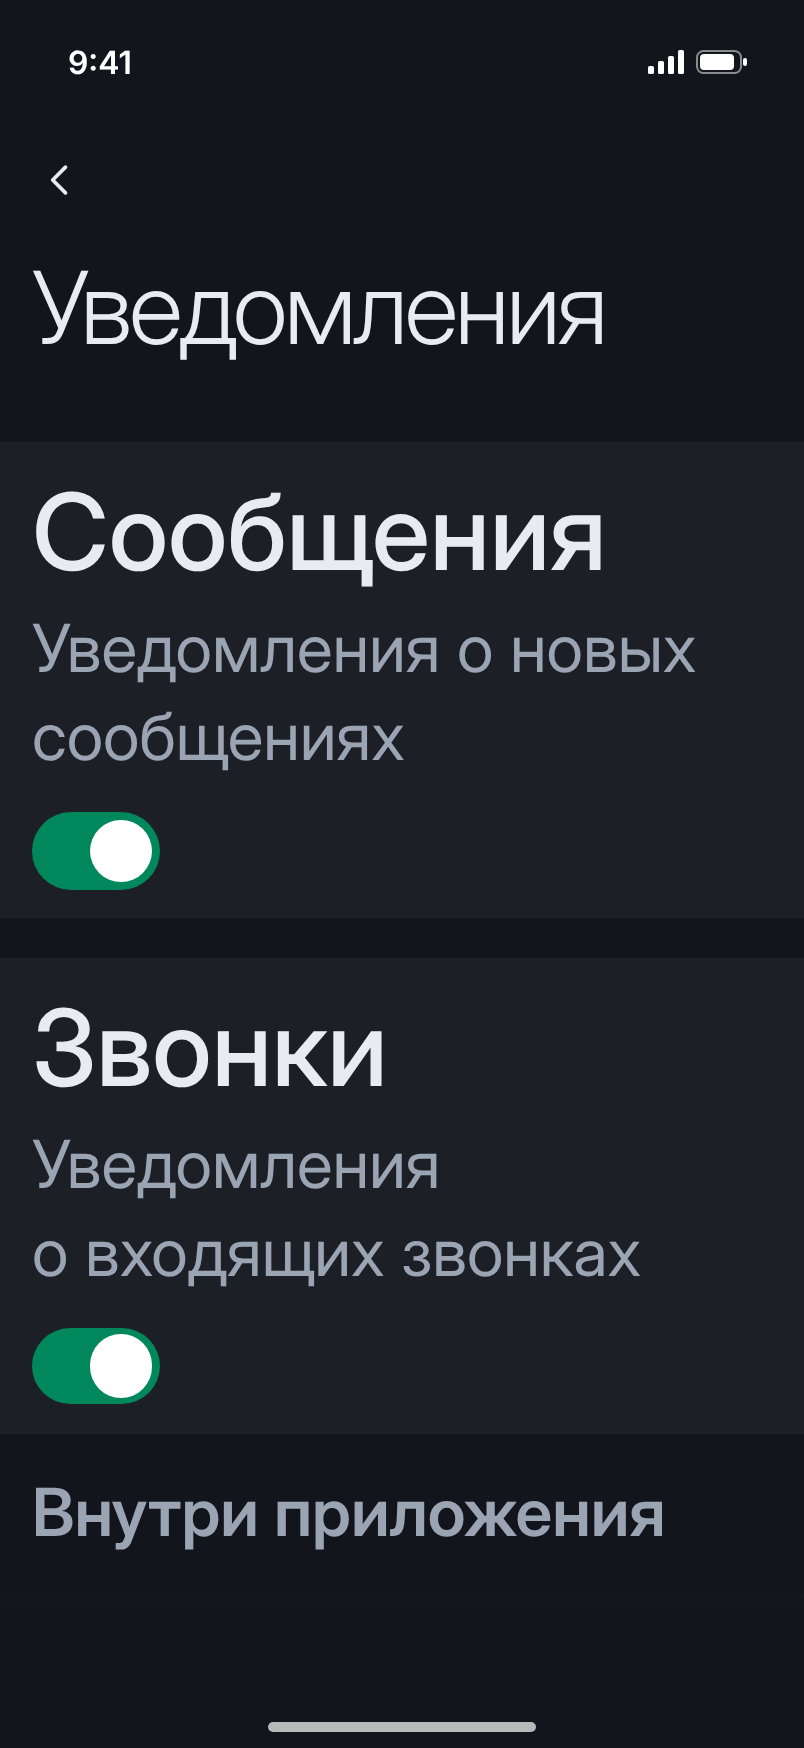 9:41
Уведомления
Сообщения
Уведомления о новых
сообщениях
Звонки
Уведомления
о входящих звонках
Внутри приложения